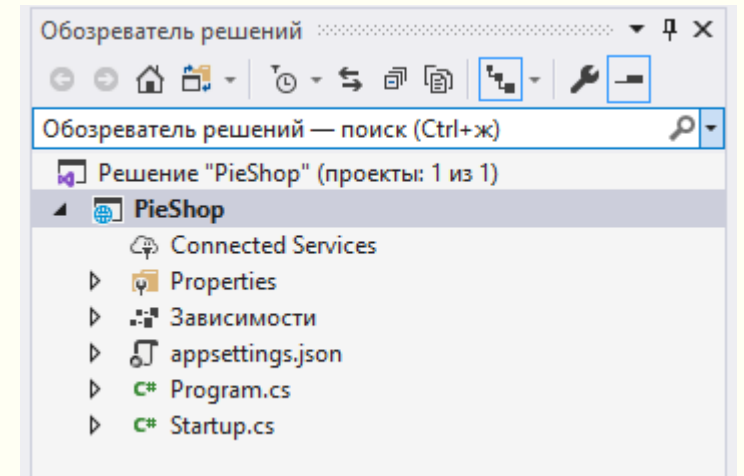 Обозреватель решений
Обозреватель решений — поиск (Ctrl+ж)
Решение "PieShop" (проекты: 1 из 1)
PieShop
Connected Services
Properties
Зависимости
appsettings.json
C# Program.cs
C# Startup.cs